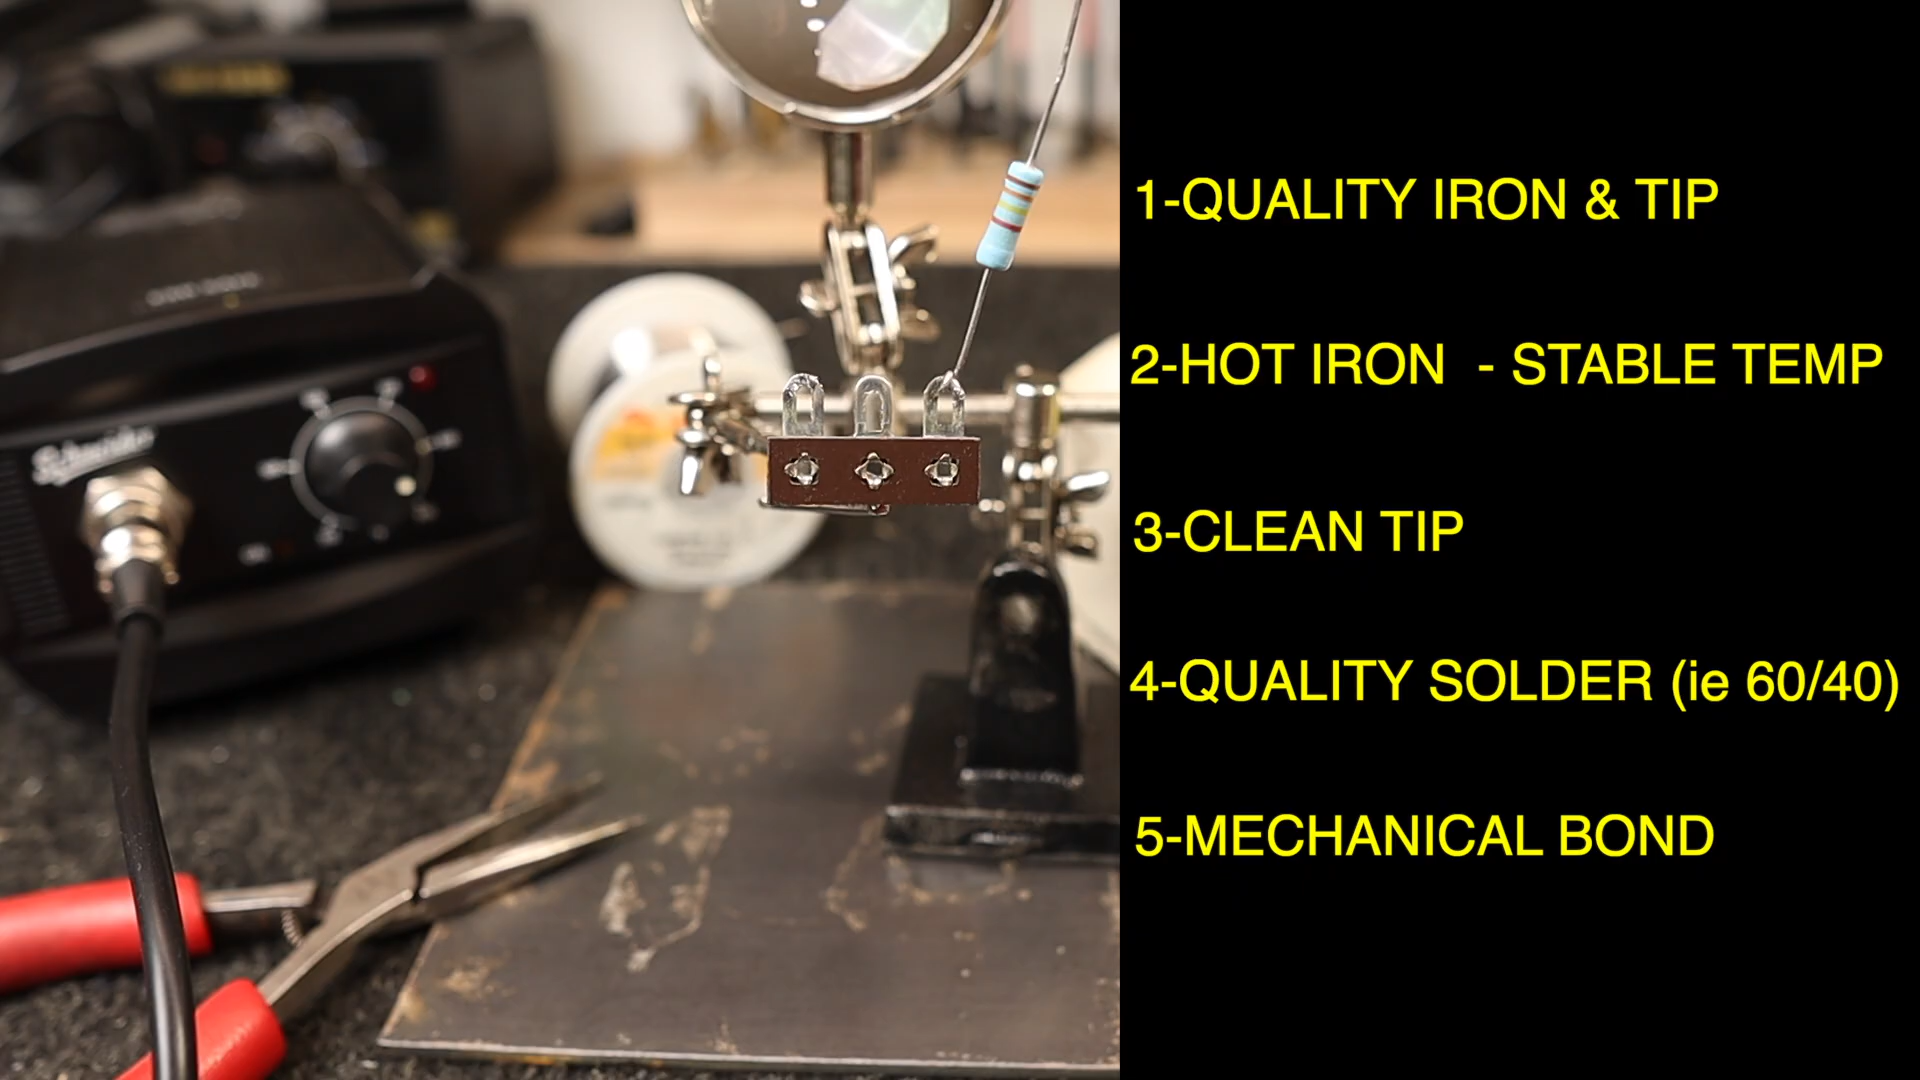 Schneider
1-QUALITY IRON & TIP
2-HOT IRON - STABLE TEMP
3-CLEAN TIP
4-QUALITY SOLDER (ie 60/40)
5-MECHANICAL BOND